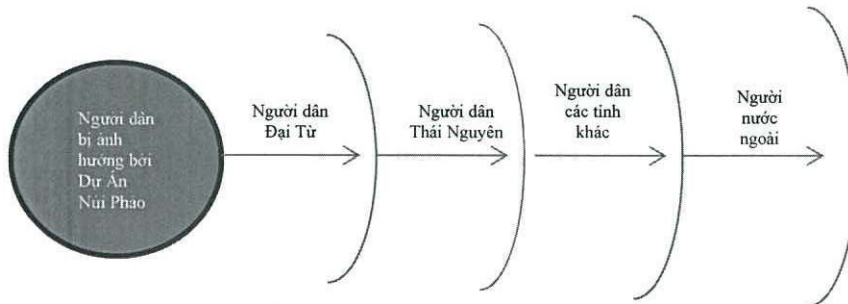 Người dân
bị ảnh
hưởng bởi
Dự Án
Núi Pháo
Người dân
Đại Từ
Người dân
Thái Nguyên
Người dân
các tỉnh
khác
Người
nước
ngoài